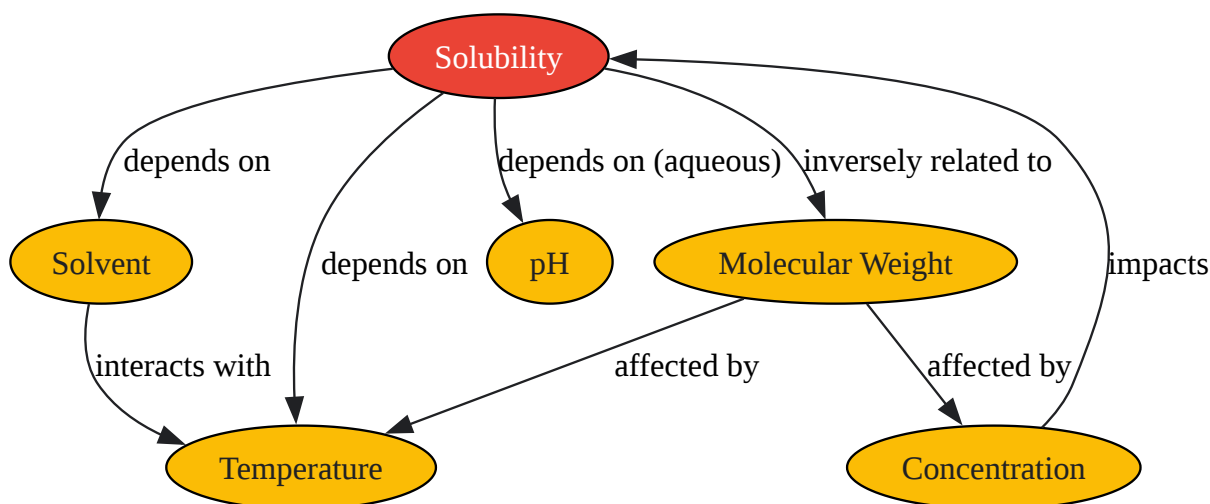 Solubility
depends on
depends on (aqueous)
inversely related to
Solvent
depends on
pH
Molecular Weight
impacts
interacts with
affected by
affected by
Temperature
Concentration